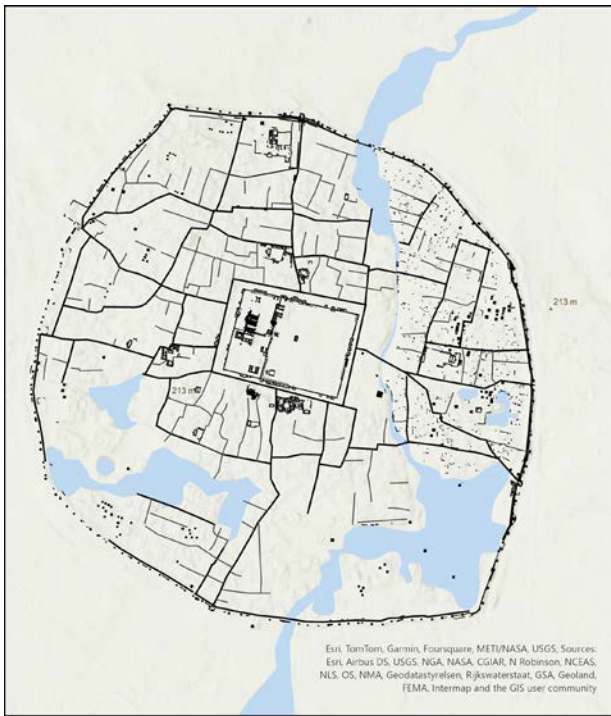 213 m
213 m
Esri, TomTom, Garmin, Foursquare, METI/NASA, USGS, Sources:
Esri, Airbus DS, USGS, NGA, NASA, CGIAR, N Robinson, NCEAS,
NLS, OS, NMA, Geodatastyrelsen, Rijkswaterstaat, GSA, Geoland,
FEMA, Intermap and the GIS user community